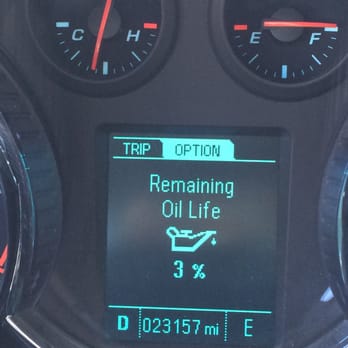 C H E F
TRIP OPTION
Remaining
Oil Life
3 %
D 023157 mi E